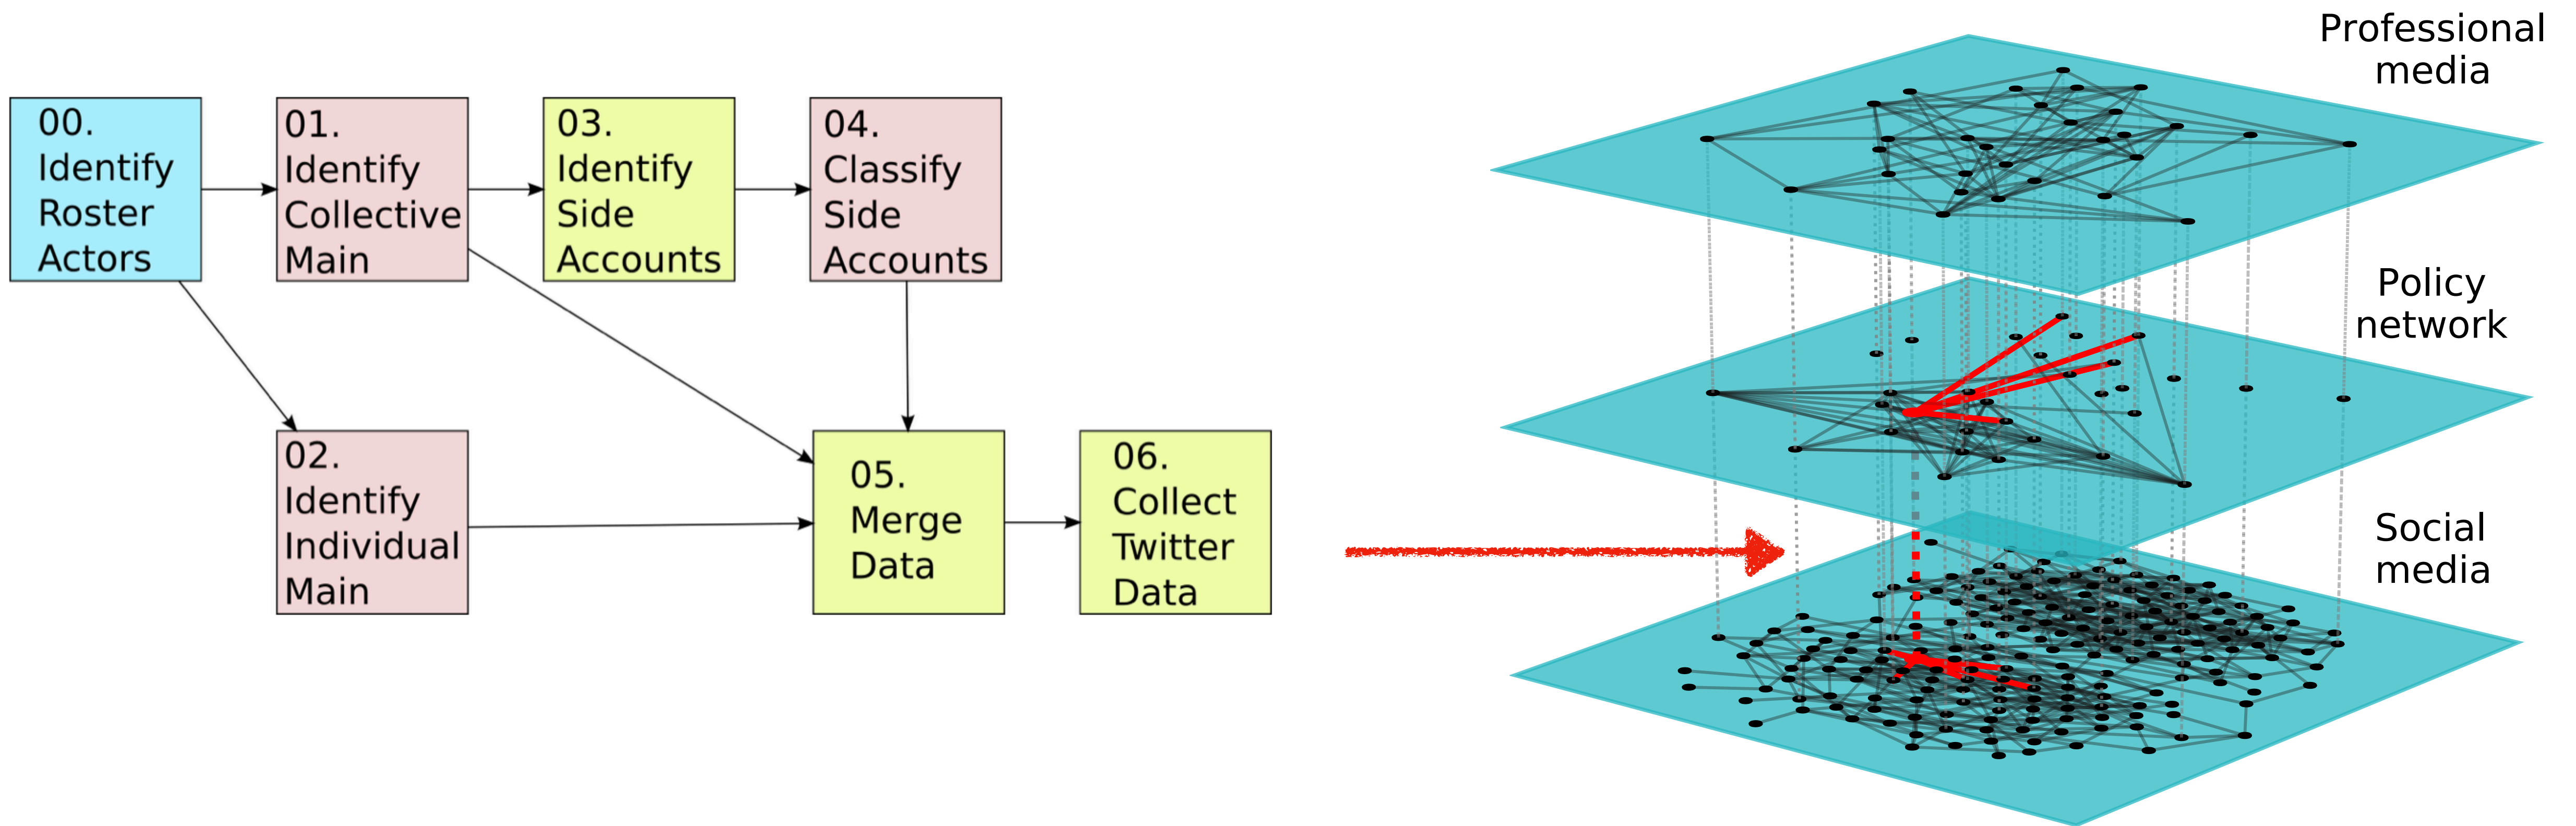 00.
Identify
Roster
Actors
01.
Identify
Collective
Main
03.
Identify
Side
Accounts
04.
Classify
Side
Accounts
02.
Identify
Individual
Main
05.
Merge
Data
06.
Collect
Twitter
Data
Professional
media
Policy
network
Social
media